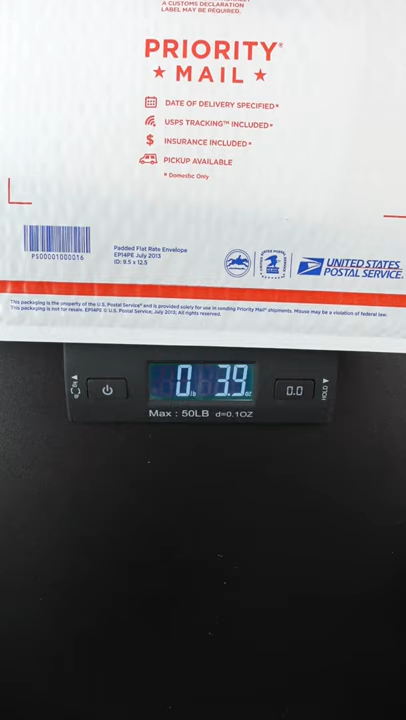 A CUSTOMS DECLARATION
LABEL MAY BE REQUIRED.
PRIORITY®
★ MAIL ★
DATE OF DELIVERY SPECIFIED*
USPS TRACKING™ INCLUDED*
$ INSURANCE INCLUDED*
PICKUP AVAILABLE
* Domestic Only
PS00001000016
Padded Flat Rate Envelope
EP14PE July 2013
ID: 9.5 x 12.5
UNITED STATES
POSTAL SERVICE®
This packaging is the property of the U.S. Postal Service® and is provided solely for use in sending Priority Mail® shipments. Misuse may be a violation of federal law.
This packaging is not for resale. EP14PE © U.S. Postal Service; July 2013; All rights reserved.
0 lb 3.9 oz
0.0
HOLD
Max : 50LB d=0.1OZ